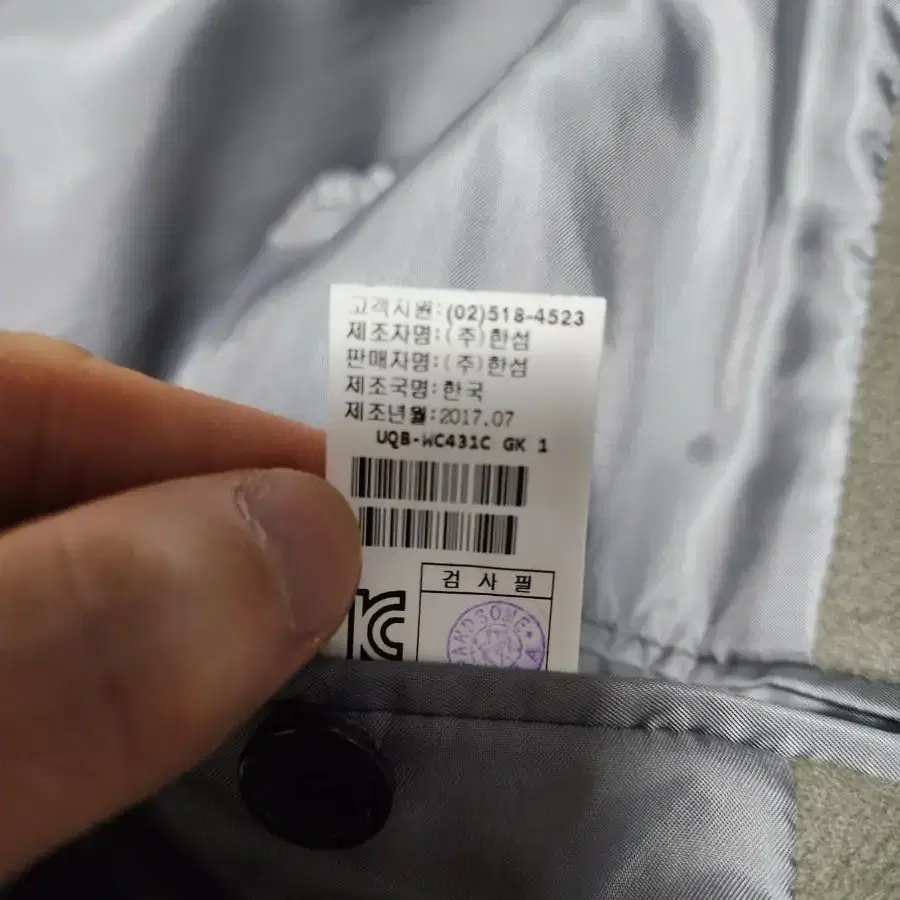 고객지원:(02)518-4523
제조자명:(주)한섬
판매자명:(주)한섬
제조국명:한국
제조년월:2017.07
UQB-WC431C GK 1
검 사 필
ANDSOME * A